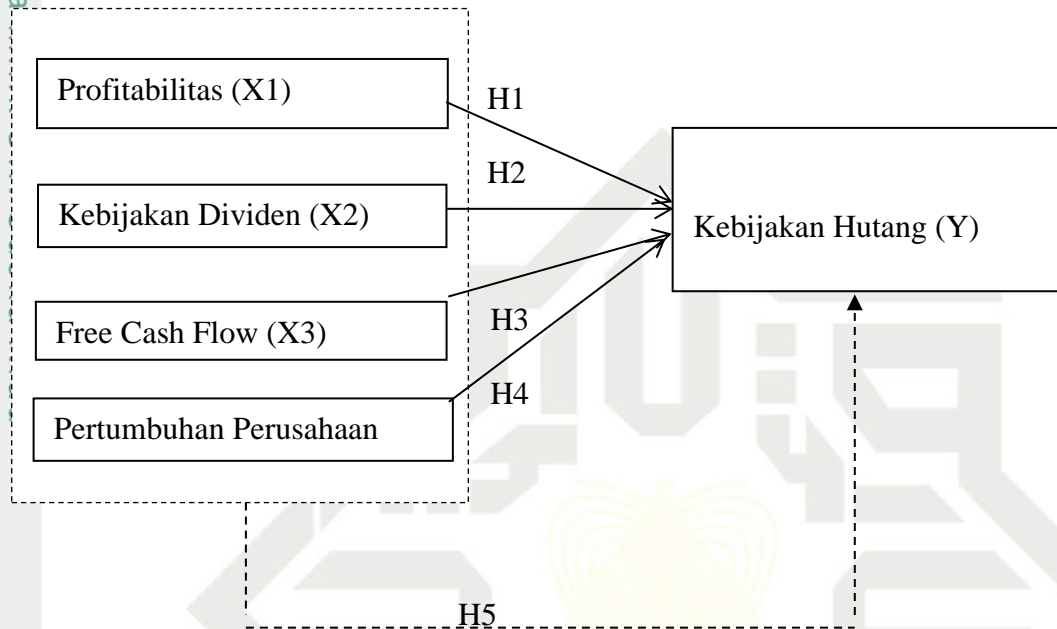 Profitabilitas (X1)
H1
H2
Kebijakan Dividen (X2)
Kebijakan Hutang (Y)
Free Cash Flow (X3)
H3
H4
Pertumbuhan Perusahaan
H5